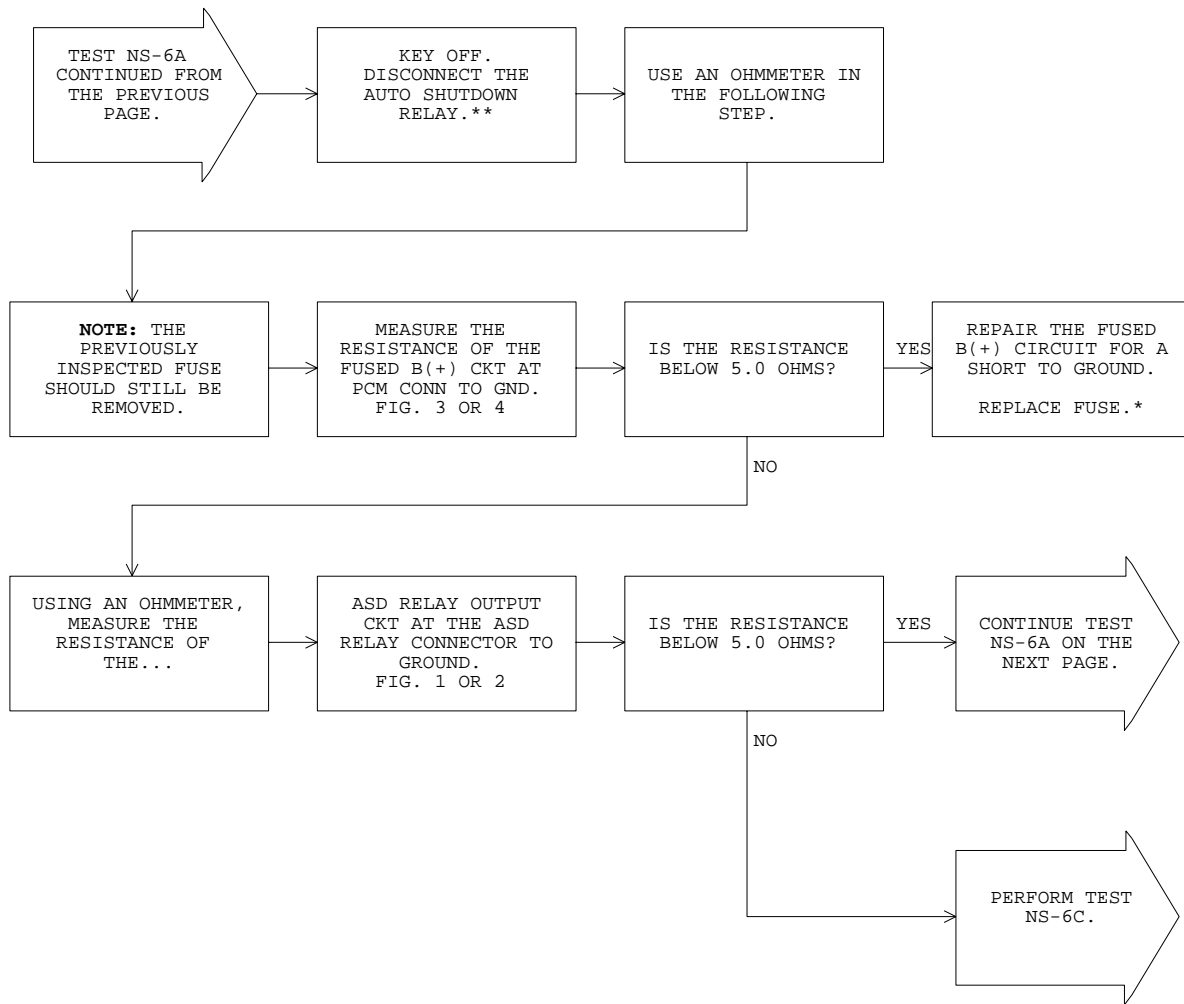 TEST NS-6A
CONTINUED FROM
THE PREVIOUS
PAGE.
KEY OFF.
DISCONNECT THE
AUTO SHUTDOWN
RELAY.**
USE AN OHMMETER IN
THE FOLLOWING
STEP.
NOTE: THE
PREVIOUSLY
INSPECTED FUSE
SHOULD STILL BE
REMOVED.
MEASURE THE
RESISTANCE OF THE
FUSED B(+) CKT AT
PCM CONN TO GND.
FIG. 3 OR 4
IS THE RESISTANCE
BELOW 5.0 OHMS?
YES
REPAIR THE FUSED
B(+) CIRCUIT FOR A
SHORT TO GROUND.
REPLACE FUSE.*
NO
USING AN OHMMETER,
MEASURE THE
RESISTANCE OF
THE...
ASD RELAY OUTPUT
CKT AT THE ASD
RELAY CONNECTOR TO
GROUND.
FIG. 1 OR 2
IS THE RESISTANCE
BELOW 5.0 OHMS?
YES
CONTINUE TEST
NS-6A ON THE
NEXT PAGE.
NO
PERFORM TEST
NS-6C.